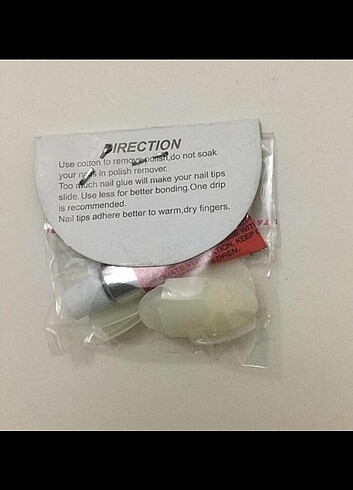 DIRECTION
Use cotton to remove polish,do not soak
your nails in polish remover.
Too much nail glue will make your nail tips
slide. Use less for better bonding One drip
is recommended.
Nail tips adhere better to warm,dry fingers.
WITH
KEEP